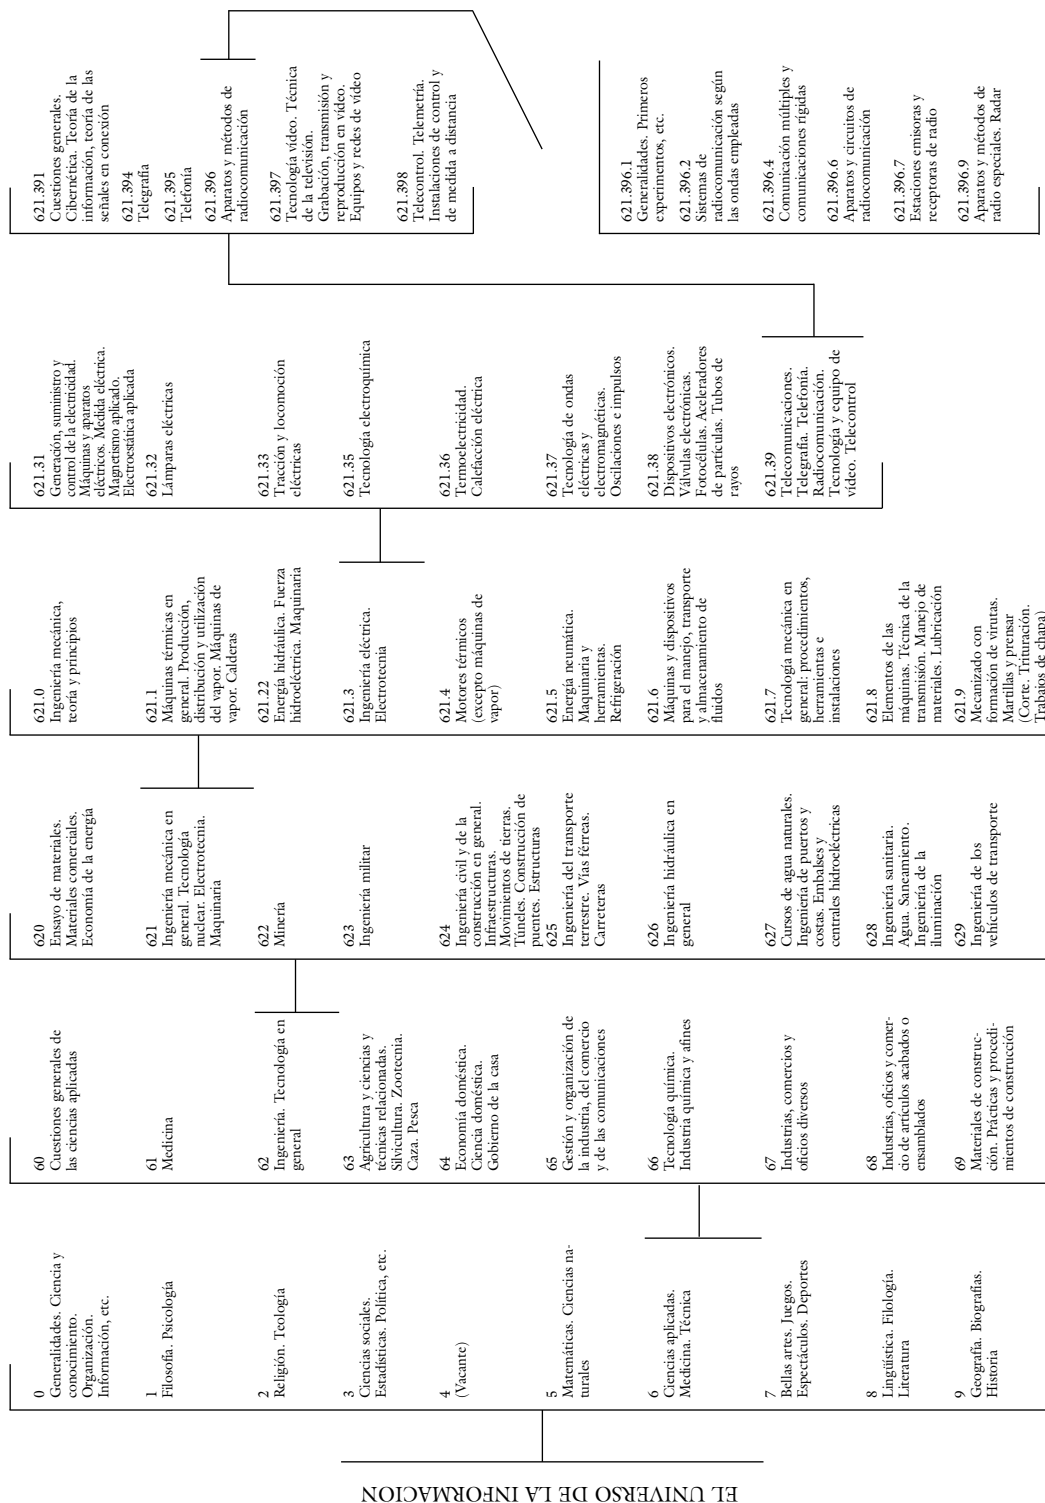 EL UNIVERSO DE LA INFORMACION
0
Generalidades. Ciencia y
conocimiento.
Organización.
Información, etc.
1
Filosofía. Psicología
2
Religión. Teología
3
Ciencias sociales.
Estadísticas. Política, etc.
4
(Vacante)
5
Matemáticas. Ciencias na-
turales
6
Ciencias aplicadas.
Medicina. Técnica
7
Bellas artes. Juegos.
Espectáculos. Deportes
8
Lingüística. Filología.
Literatura
9
Geografía. Biografías.
Historia
60
Cuestiones generales de
las ciencias aplicadas
61
Medicina
62
Ingeniería. Tecnología en
general
63
Agricultura y ciencias y
técnicas relacionadas.
Silvicultura. Zootecnia.
Caza. Pesca
64
Economía doméstica.
Ciencia doméstica.
Gobierno de la casa
65
Gestión y organización de
la industria, del comercio
y de las comunicaciones
66
Tecnología química.
Industria química y afines
67
Industrias, comercios y
oficios diversos
68
Industrias, oficios y comer-
cio de artículos acabados o
ensamblados
69
Materiales de construc-
ción. Prácticas y procedi-
mientos de construcción
620
Ensayo de materiales.
Materiales comerciales.
Economía de la energía
621
Ingeniería mecánica en
general. Tecnología
nuclear. Electrotecnia.
Maquinaria
622
Minería
623
Ingeniería militar
624
Ingeniería civil y de la
construcción en general.
Infraestructuras.
Movimientos de tierras.
Túneles. Construcción de
puentes. Estructuras
625
Ingeniería del transporte
terrestre. Vías férreas.
Carreteras
626
Ingeniería hidráulica en
general
627
Cursos de agua naturales.
Ingeniería de puertos y
costas. Embalses y
centrales hidroeléctricas
628
Ingeniería sanitaria.
Agua. Saneamiento.
Ingeniería de la
iluminación
629
Ingeniería de los
vehículos de transporte
621.0
Ingeniería mecánica,
teoría y principios
621.1
Máquinas térmicas en
general. Producción,
distribución y utilización
del vapor. Máquinas de
vapor. Calderas
621.22
Energía hidráulica. Fuerza
hidroeléctrica. Maquinaria
621.3
Ingeniería eléctrica.
Electrotecnia
621.4
Motores térmicos
(excepto máquinas de
vapor)
621.5
Energía neumática.
Maquinaria y
herramientas.
Refrigeración
621.6
Máquinas y dispositivos
para el manejo, transporte
y almacenamiento de
fluidos
621.7
Tecnología mecánica en
general: procedimientos,
herramientas e
instalaciones
621.8
Elementos de las
máquinas. Técnica de la
transmisión. Manejo de
materiales. Lubricación
621.9
Mecanizado con
formación de virutas.
Martillas y prensar
(Corte. Trituración.
Trabajos de chapa)
621.31
Generación, suministro y
control de la electricidad.
Máquinas y aparatos
eléctricos. Medida eléctrica.
Magnetismo aplicado.
Electroestática aplicada
621.32
Lámparas eléctricas
621.33
Tracción y locomoción
eléctricas
621.35
Tecnología electroquímica
621.36
Termoelectricidad.
Calefacción eléctrica
621.37
Tecnología de ondas
eléctricas y
electromagnéticas.
Oscilaciones e impulsos
621.38
Dispositivos electrónicos.
Válvulas electrónicas.
Fotocélulas. Aceleradores
de partículas. Tubos de
rayos
621.39
Telecomunicaciones.
Telegrafía. Telefonía.
Radiocomunicación.
Tecnología y equipo de
vídeo. Telecontrol
621.391
Cuestiones generales.
Cibernética. Teoría de la
información, teoría de las
señales en conexión
621.394
Telegrafía
621.395
Telefonía
621.396
Aparatos y métodos de
radiocomunicación
621.397
Tecnología vídeo. Técnica
de la televisión.
Grabación, transmisión y
reproducción en vídeo.
Equipos y redes de vídeo
621.398
Telecontrol. Telemetría.
Instalaciones de control y
de medida a distancia
621.396.1
Generalidades. Primeros
experimentos, etc.
621.396.2
Sistemas de
radiocomunicación según
las ondas empleadas
621.396.4
Comunicación múltiples y
comunicaciones rígidas
621.396.6
Aparatos y circuitos de
radiocomunicación
621.396.7
Estaciones emisoras y
receptoras de radio
621.396.9
Aparatos y métodos de
radio especiales. Radar